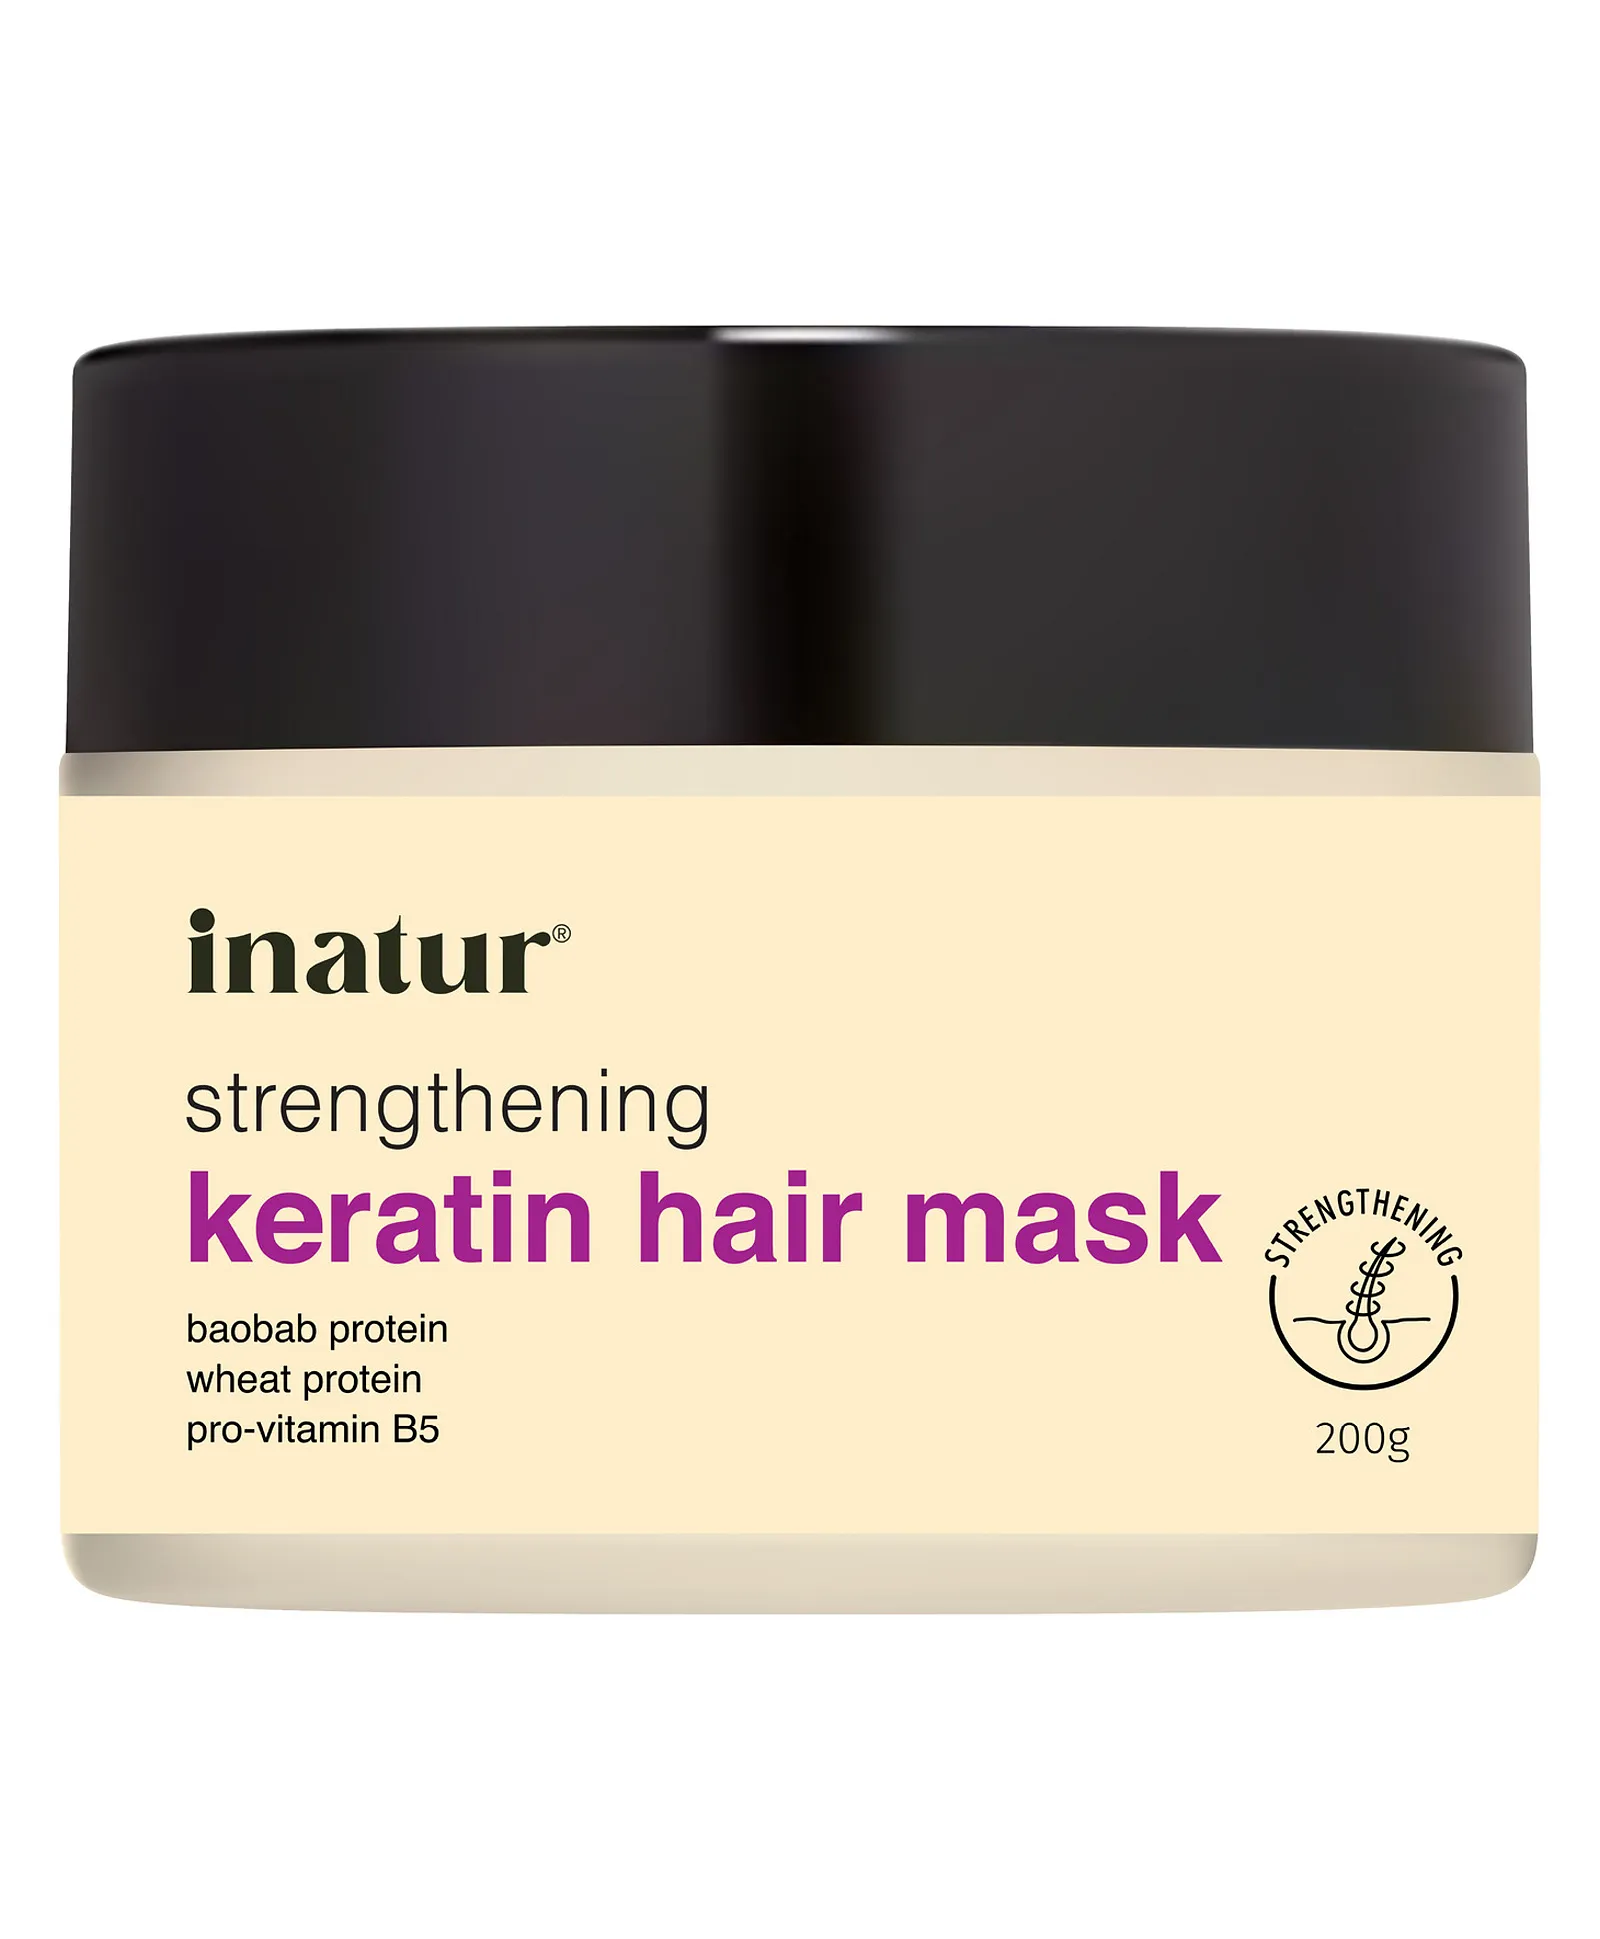 inatur®
strengthening
keratin hair mask
baobab protein
wheat protein
pro-vitamin B5
STRENGTHENING
200g